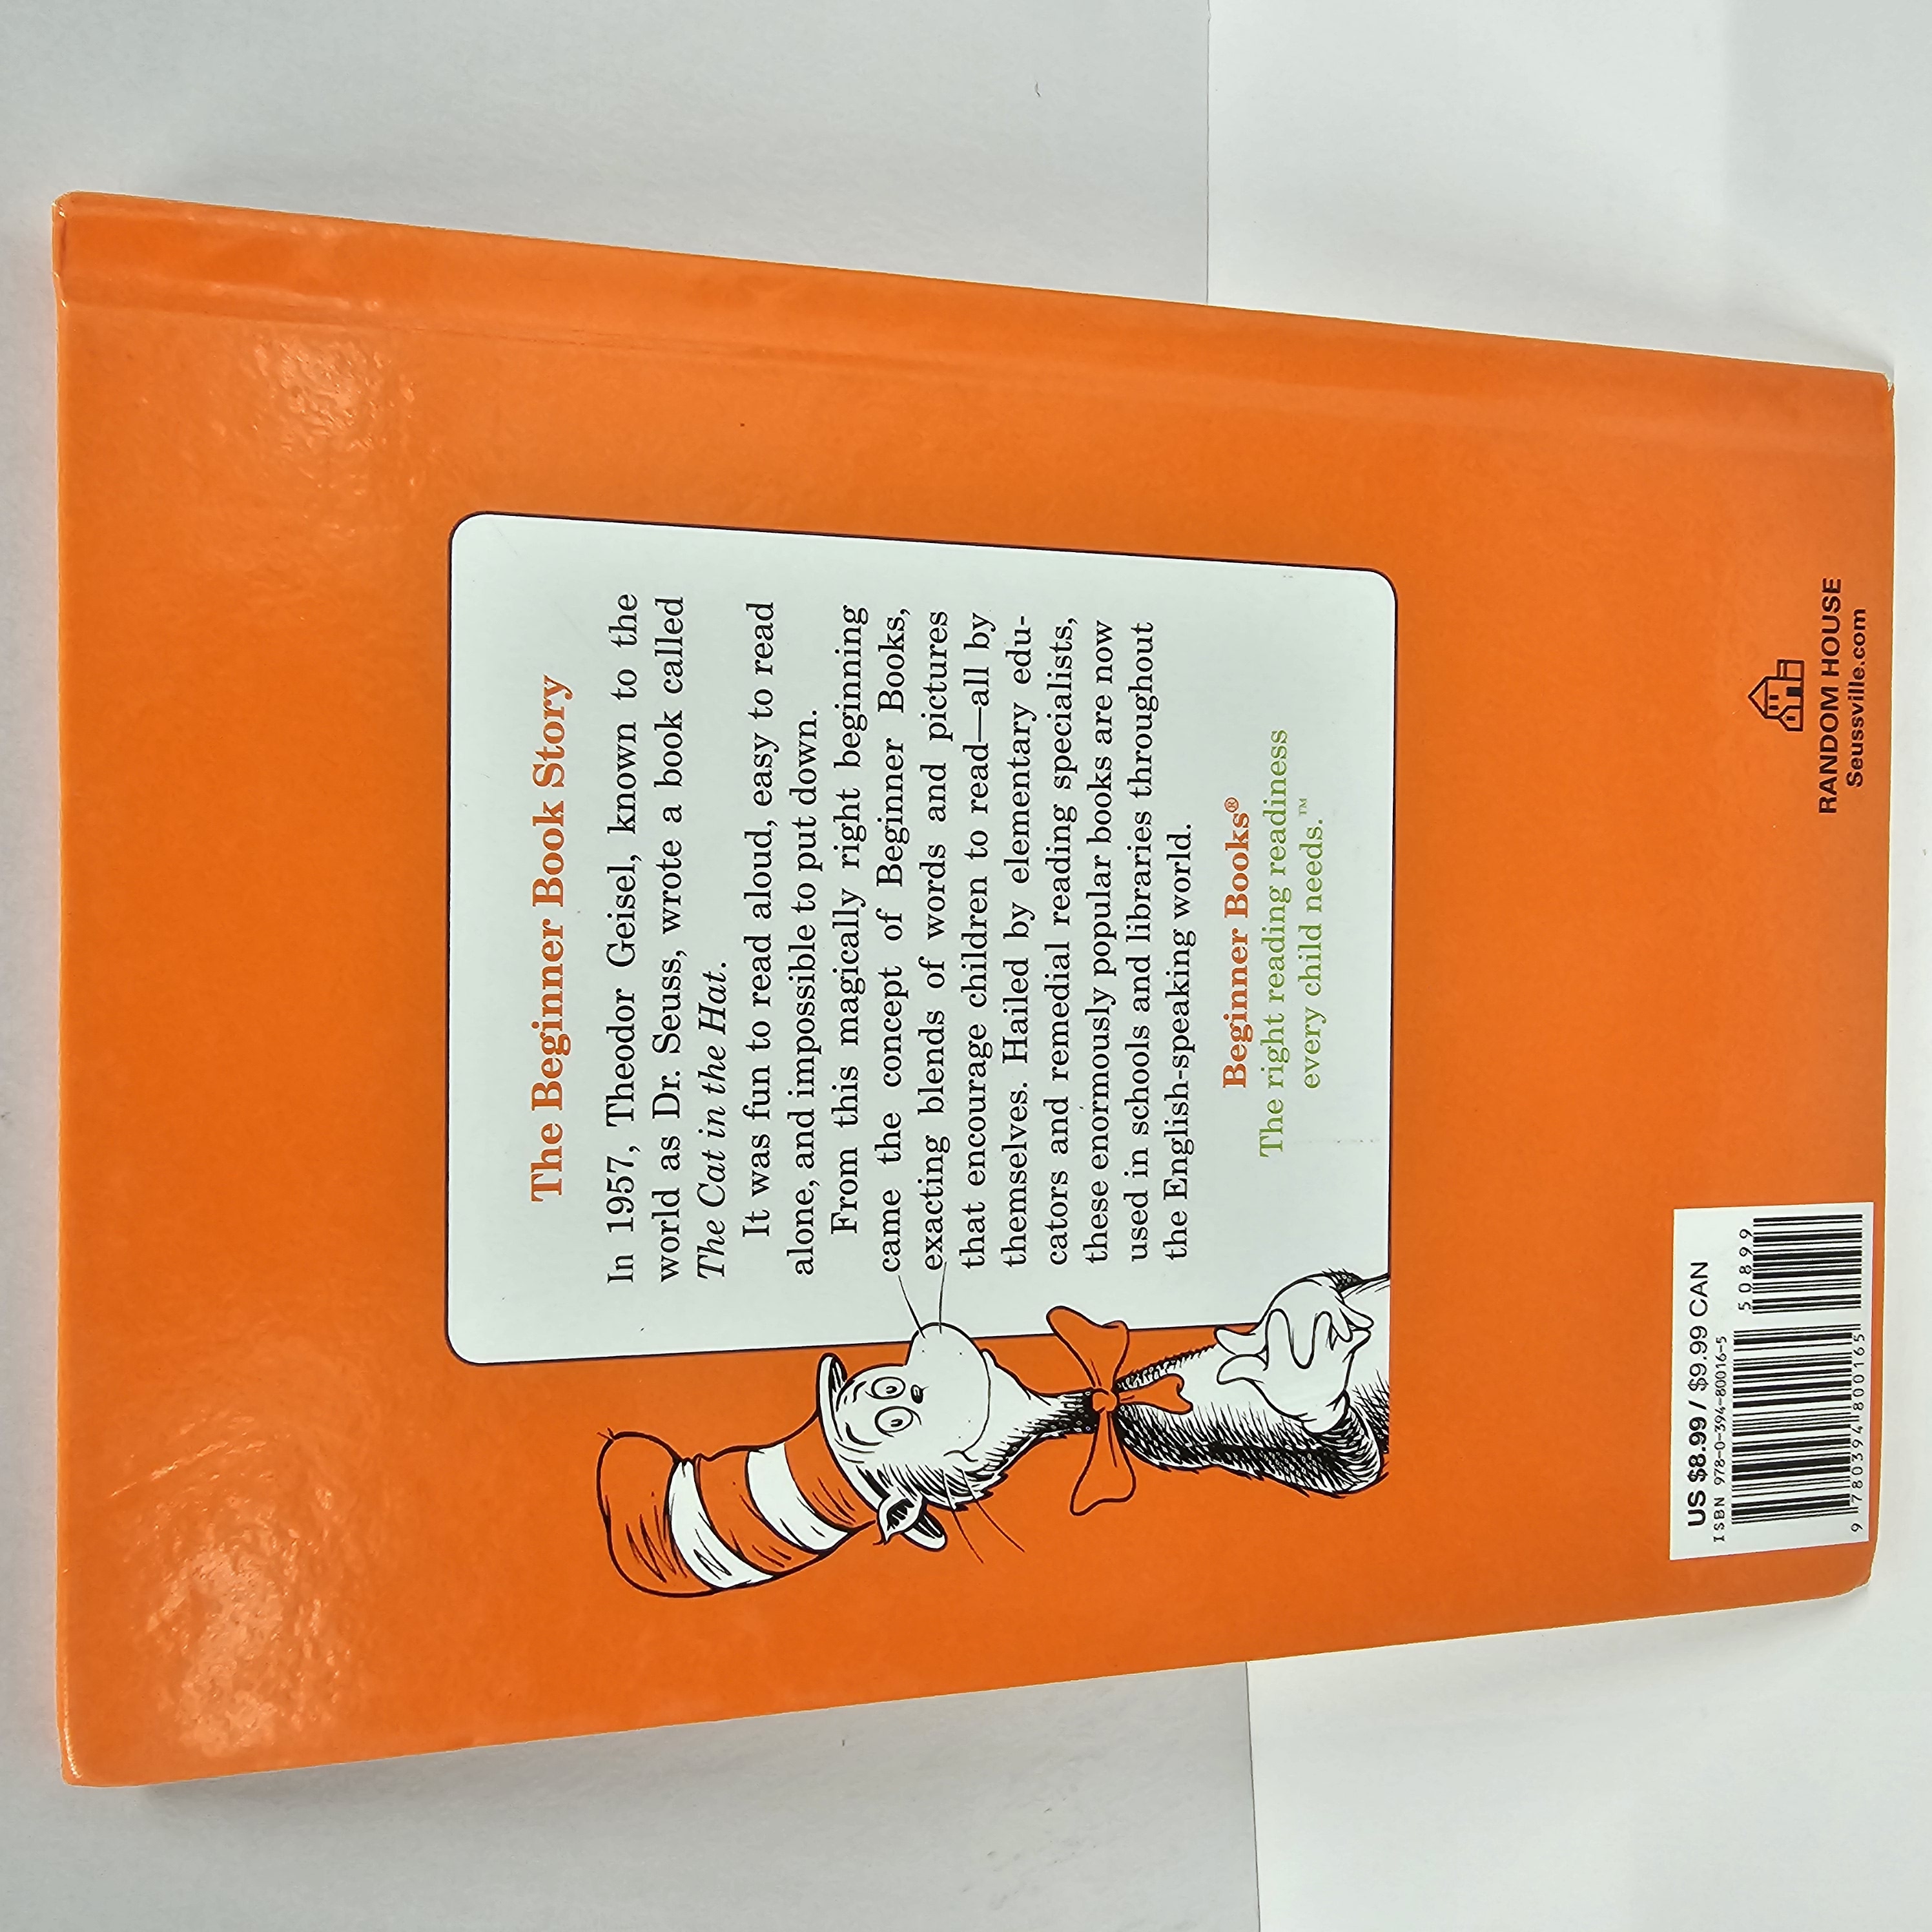 The Beginner Book Story
In 1957, Theodor Geisel, known to the
world as Dr. Seuss, wrote a book called
The Cat in the Hat.
It was fun to read aloud, easy to read
alone, and impossible to put down.
From this magically right beginning
came the concept of Beginner Books,
exacting blends of words and pictures
that encourage children to read—all by
themselves. Hailed by elementary edu-
cators and remedial reading specialists,
these enormously popular books are now
used in schools and libraries throughout
the English-speaking world.
Beginner Books®
The right reading readiness
every child needs.™
US $8.99 / $9.99 CAN
ISBN 978-0-394-80016-5
50899
9 780394 800165
RANDOM HOUSE
Seussville.com